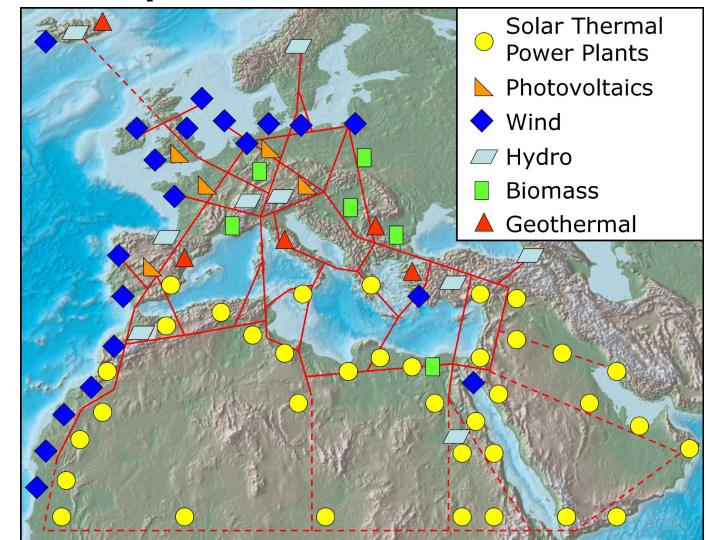 Solar Thermal
Power Plants
Photovoltaics
Wind
Hydro
Biomass
Geothermal